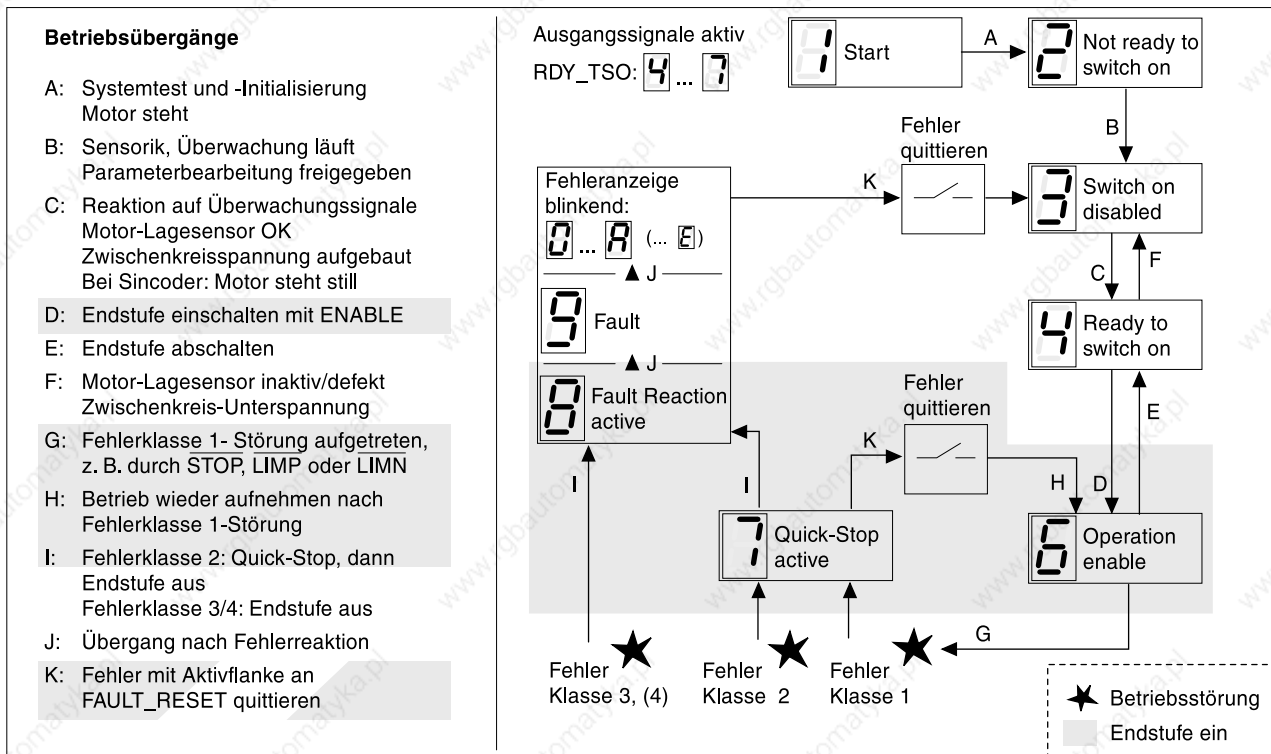 Betriebsübergänge
A: Systemtest und -Initialisierung
Motor steht
B: Sensorik, Überwachung läuft
Parameterbearbeitung freigegeben
C: Reaktion auf Überwachungssignale
Motor-Lagesensor OK
Zwischenkreisspannung aufgebaut
Bei Sincoder: Motor steht still
D: Endstufe einschalten mit ENABLE
E: Endstufe abschalten
F: Motor-Lagesensor inaktiv/defekt
Zwischenkreis-Unterspannung
G: Fehlerklasse 1- Störung aufgetreten,
z. B. durch STOP, LIMP oder LIMN
H: Betrieb wieder aufnehmen nach
Fehlerklasse 1-Störung
I: Fehlerklasse 2: Quick-Stop, dann
Endstufe aus
Fehlerklasse 3/4: Endstufe aus
J: Übergang nach Fehlerreaktion
K: Fehler mit Aktivflanke an
FAULT_RESET quittieren
Ausgangssignale aktiv
RDY_TSO: 4 ... 7
1 Start
A
2 Not ready to
switch on
B
Fehler
quittieren
K
3 Switch on
disabled
Fehleranzeige
blinkend:
0 ... A (... E)
J
9 Fault
J
8 Fault Reaction
active
C
F
4 Ready to
switch on
Fehler
quittieren
K
E
I
I
H
D
7 Quick-Stop
active
6 Operation
enable
G
Fehler
Klasse 3, (4)
Fehler
Klasse 2
Fehler
Klasse 1
Betriebsstörung
Endstufe ein
www.rgbautomatyka.pl